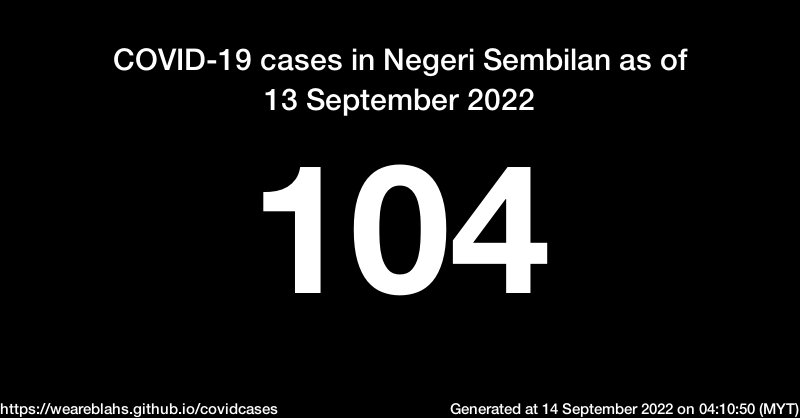 COVID-19 cases in Negeri Sembilan as of
13 September 2022
104
https://weareblahs.github.io/covidcases
Generated at 14 September 2022 on 04:10:50 (MYT)